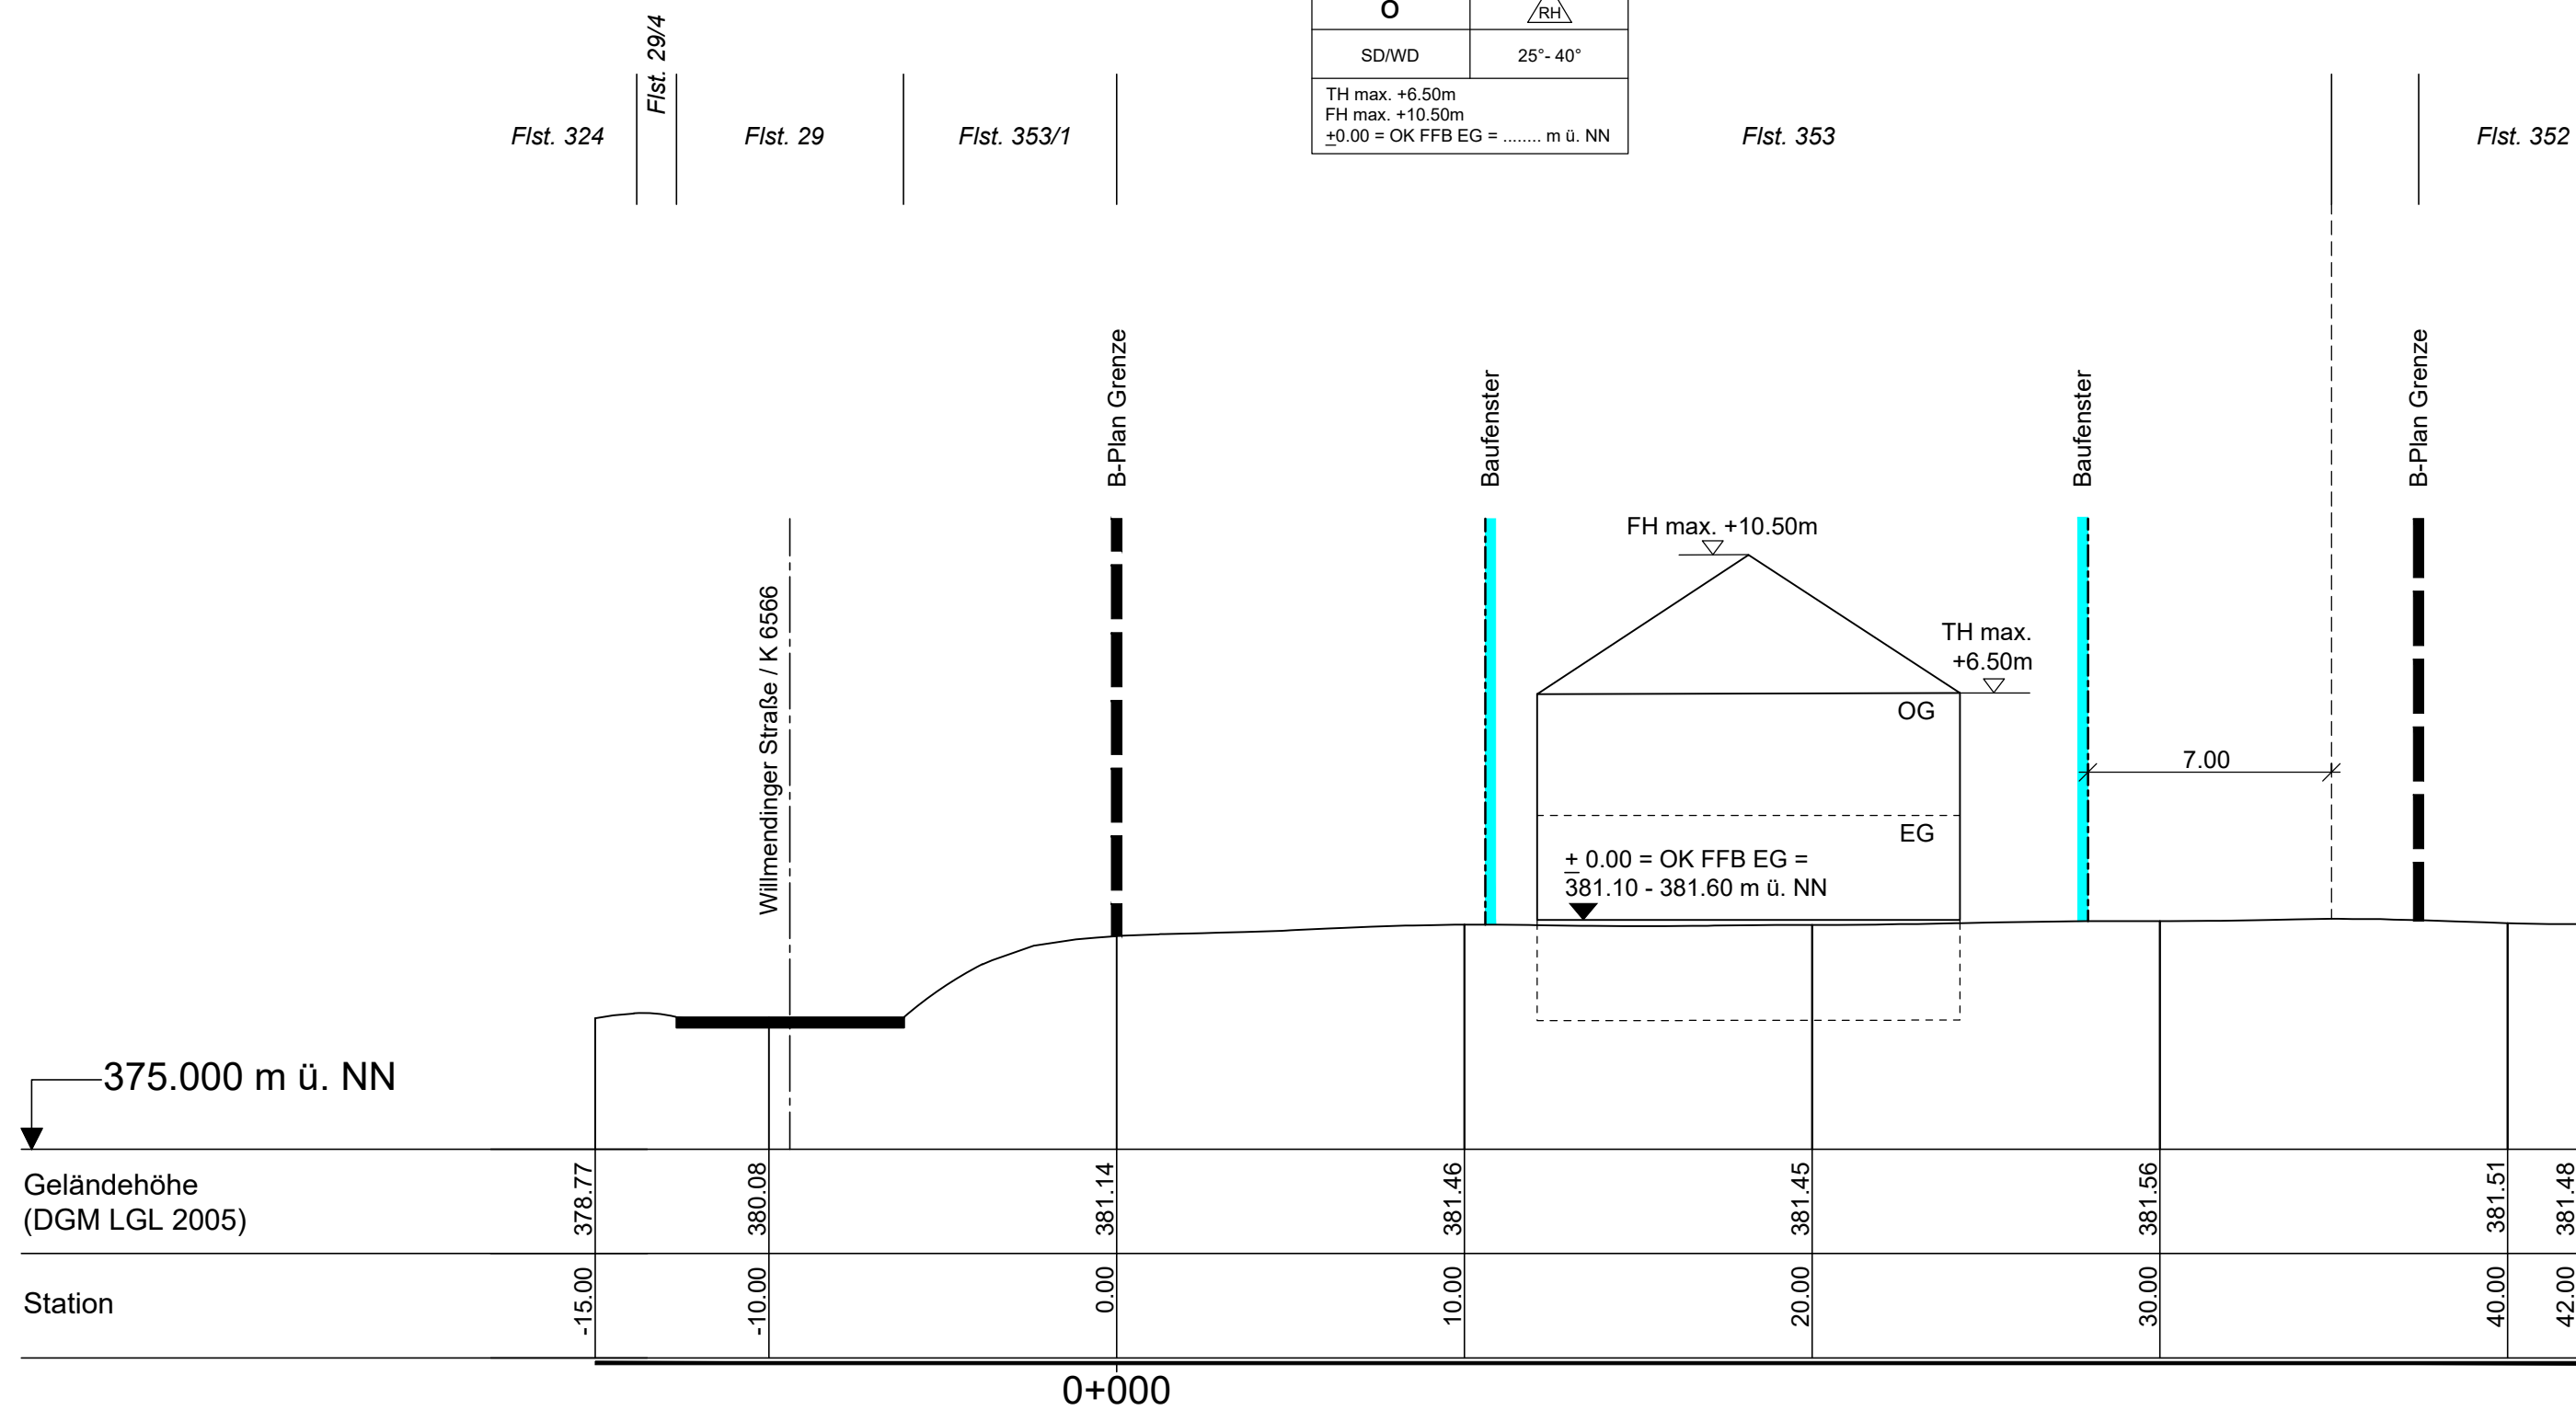 O
RH
SD/WD
25°- 40°
TH max. +6.50m
FH max. +10.50m
±0.00 = OK FFB EG = ........ m ü. NN
Flst. 324
Flst. 29/4
Flst. 29
Flst. 353/1
Flst. 353
Flst. 352
B-Plan Grenze
Baufenster
Baufenster
B-Plan Grenze
Willmendinger Straße / K 6566
FH max. +10.50m
TH max.
+6.50m
OG
7.00
EG
± 0.00 = OK FFB EG =
381.10 - 381.60 m ü. NN
375.000 m ü. NN
Geländehöhe
(DGM LGL 2005)
378.77
380.08
381.14
381.46
381.45
381.56
381.51
381.48
Station
-15.00
-10.00
0.00
10.00
20.00
30.00
40.00
42.00
0+000